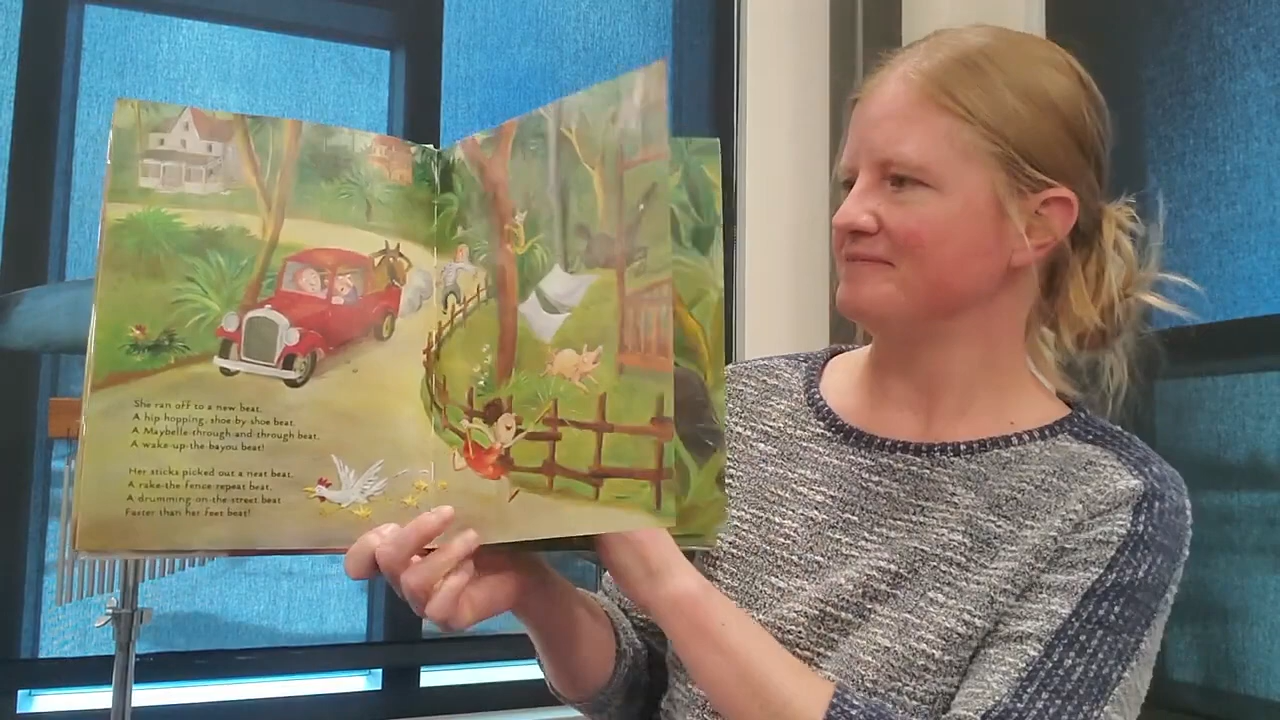 She ran off to a new beat.
A hip-hopping, shoe-by-shoe beat.
A Maybelle through-and-through beat.
A wake-up-the-bayou beat!
Her sticks picked out a neat beat.
A rake-the-fence repeat beat.
A drumming-on-the-street beat
Faster than her feet beat!